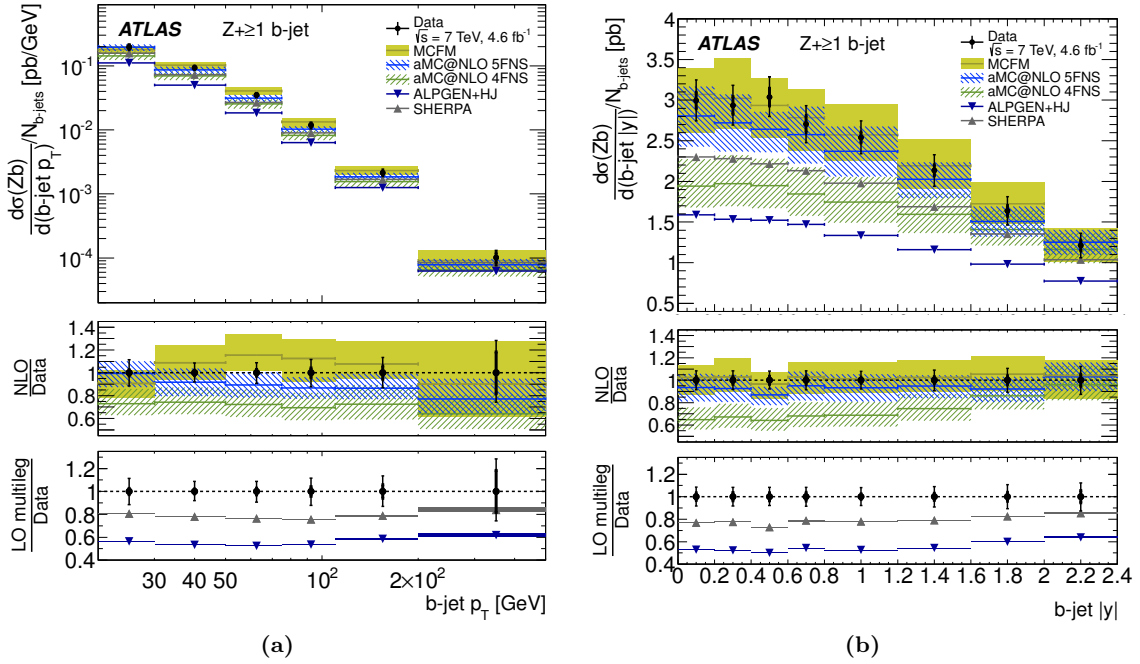 ATLAS Z+≥1 b-jet
Data
√s = 7 TeV, 4.6 fb⁻¹
MCFM
aMC@NLO 5FNS
aMC@NLO 4FNS
ALPGEN+HJ
SHERPA
dσ(Zb)/d(b-jet p_T)/N_b-jets [pb/GeV]
10⁻¹
10⁻²
10⁻³
10⁻⁴
NLO
Data
1.4
1.2
1
0.8
0.6
LO multileg
Data
1.2
1
0.8
0.6
0.4
30 40 50 10² 2×10²
b-jet p_T [GeV]
(a)
ATLAS Z+≥1 b-jet
Data
√s = 7 TeV, 4.6 fb⁻¹
MCFM
aMC@NLO 5FNS
aMC@NLO 4FNS
ALPGEN+HJ
SHERPA
dσ(Zb)/d(b-jet |y|)/N_b-jets [pb]
4
3.5
3
2.5
2
1.5
1
0.5
NLO
Data
1.4
1.2
1
0.8
0.6
LO multileg
Data
1.2
1
0.8
0.6
0.4
0 0.2 0.4 0.6 0.8 1 1.2 1.4 1.6 1.8 2 2.2 2.4
b-jet |y|
(b)